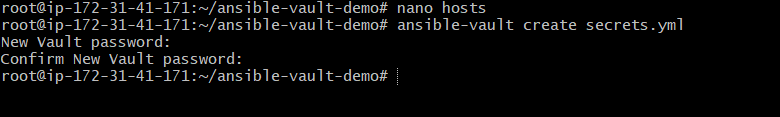 root@ip-172-31-41-171:~/ansible-vault-demo# nano hosts
root@ip-172-31-41-171:~/ansible-vault-demo# ansible-vault create secrets.yml
New Vault password:
Confirm New Vault password:
root@ip-172-31-41-171:~/ansible-vault-demo#